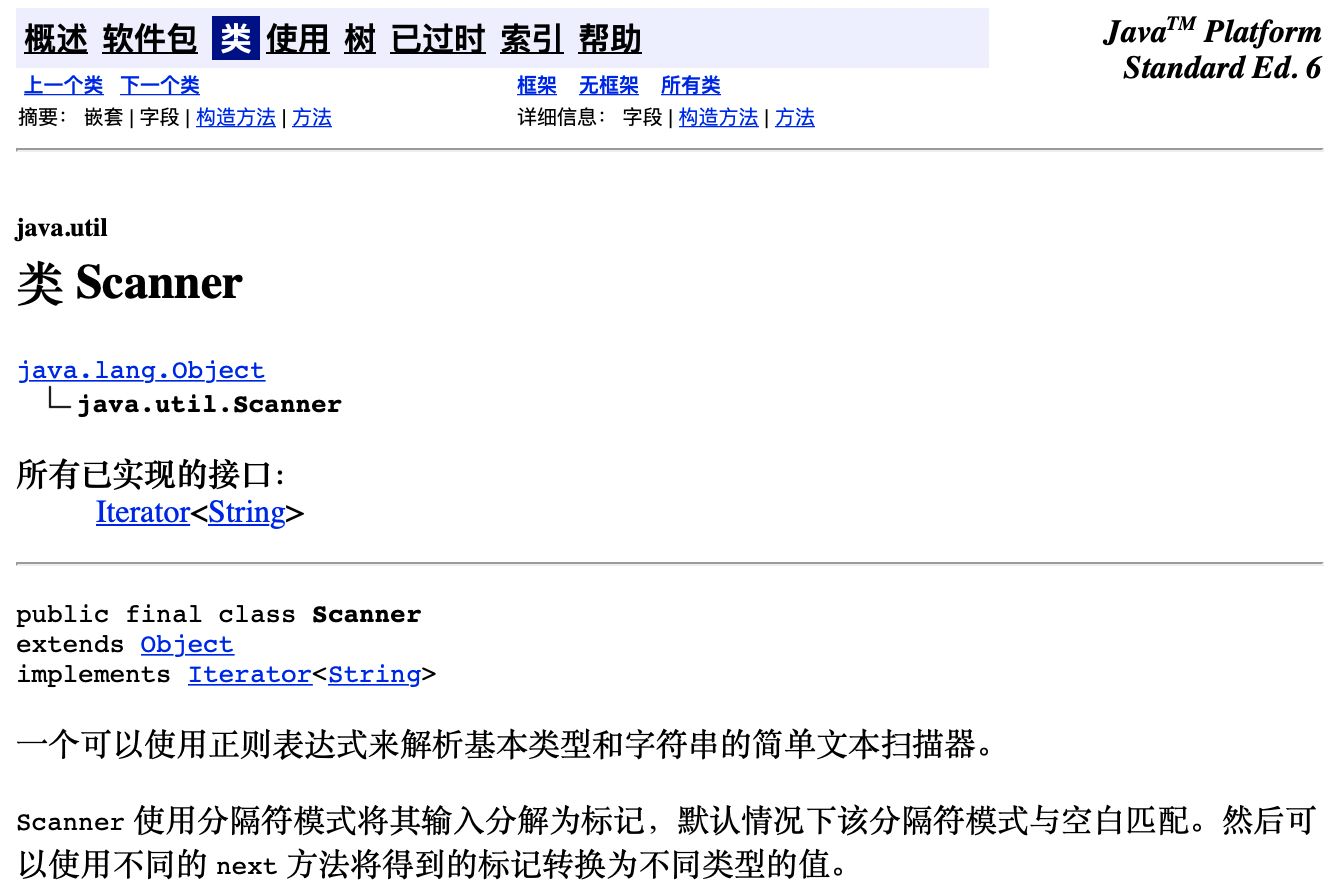 概述 软件包 类 使用 树 已过时 索引 帮助
Java™ Platform
Standard Ed. 6
上一个类 下一个类
框架 无框架 所有类
摘要： 嵌套 | 字段 | 构造方法 | 方法
详细信息： 字段 | 构造方法 | 方法
java.util
类 Scanner
java.lang.Object
java.util.Scanner
所有已实现的接口：
Iterator<String>
public final class Scanner
extends Object
implements Iterator<String>
一个可以使用正则表达式来解析基本类型和字符串的简单文本扫描器。
Scanner 使用分隔符模式将其输入分解为标记，默认情况下该分隔符模式与空白匹配。然后可
以使用不同的 next 方法将得到的标记转换为不同类型的值。